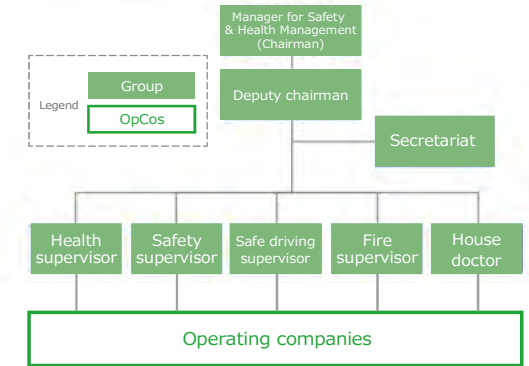 Manager for Safety
& Health Management
(Chairman)
Legend
Group
OpCos
Deputy chairman
Secretariat
Health
supervisor
Safety
supervisor
Safe driving
supervisor
Fire
supervisor
House
doctor
Operating companies